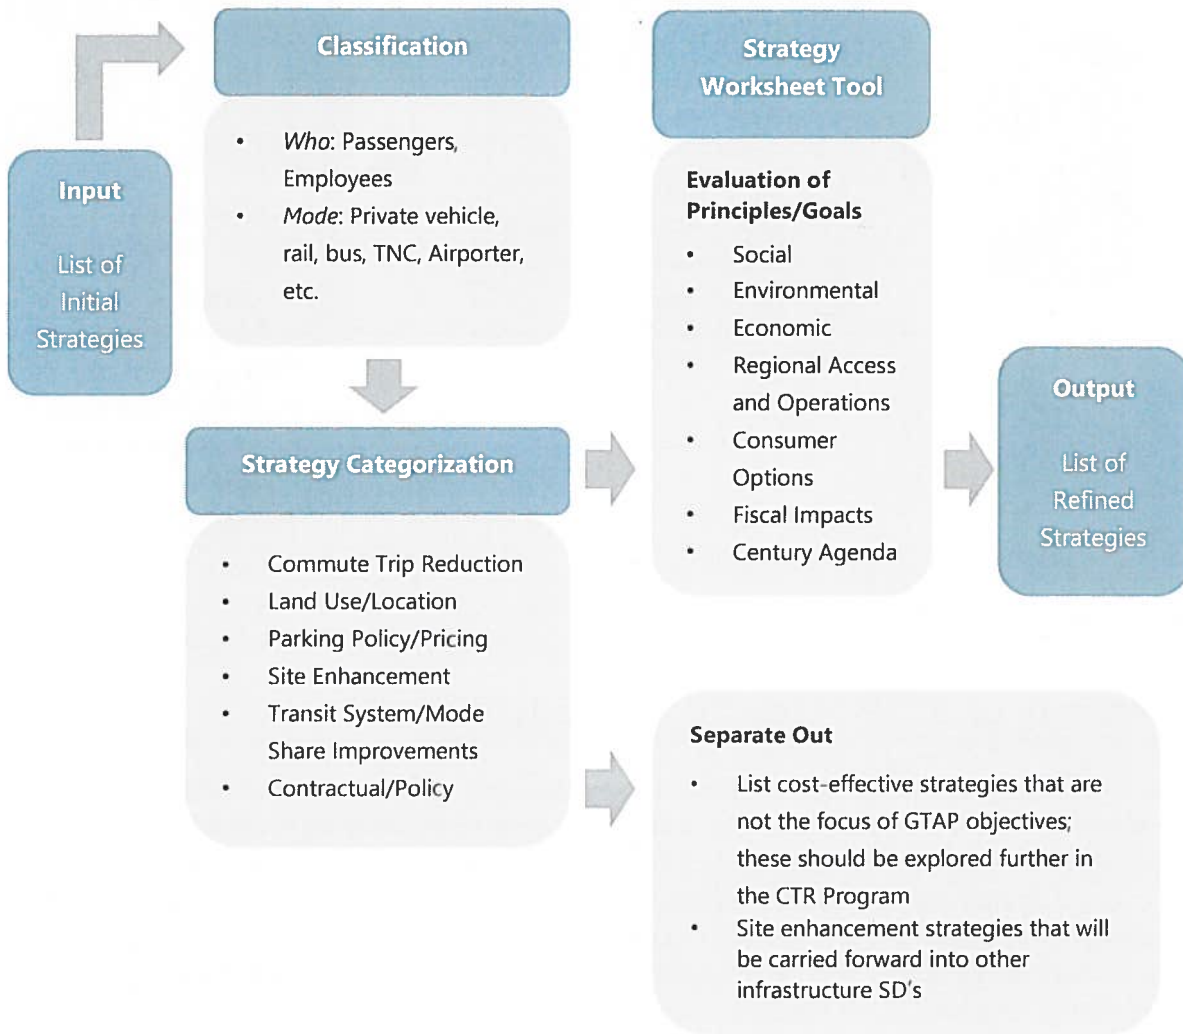 Input
List of
Initial
Strategies
Classification
• Who: Passengers,
Employees
• Mode: Private vehicle,
rail, bus, TNC, Airporter,
etc.
Strategy Categorization
• Commute Trip Reduction
• Land Use/Location
• Parking Policy/Pricing
• Site Enhancement
• Transit System/Mode
Share Improvements
• Contractual/Policy
Strategy
Worksheet Tool
Evaluation of
Principles/Goals
• Social
• Environmental
• Economic
• Regional Access
and Operations
• Consumer
Options
• Fiscal Impacts
• Century Agenda
Output
List of
Refined
Strategies
Separate Out
• List cost-effective strategies that are
not the focus of GTAP objectives;
these should be explored further in
the CTR Program
• Site enhancement strategies that will
be carried forward into other
infrastructure SD's